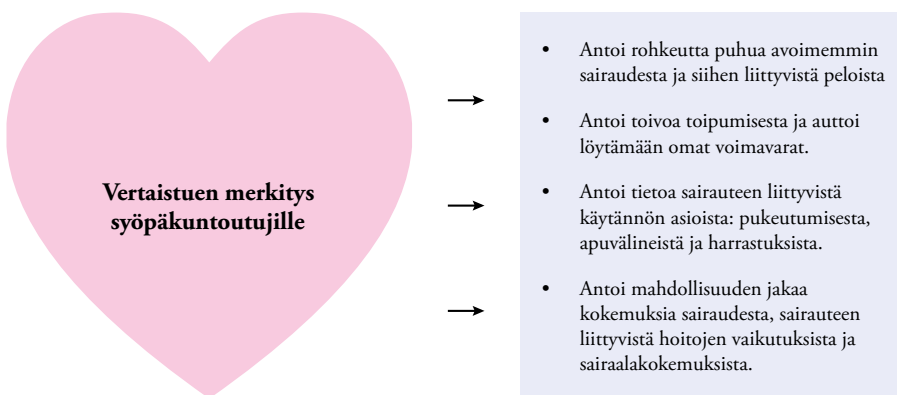 Vertaistuen merkitys
syöpäkuntoutujille
• Antoi rohkeutta puhua avoimemmin
sairaudesta ja siihen liittyvistä peloista
• Antoi toivoa toipumisesta ja auttoi
löytämään omat voimavarat.
• Antoi tietoa sairauteen liittyvistä
käytännön asioista: pukeutumisesta,
apuvälineistä ja harrastuksista.
• Antoi mahdollisuuden jakaa
kokemuksia sairaudesta, sairauteen
liittyvistä hoitojen vaikutuksista ja
sairaalakokemuksista.